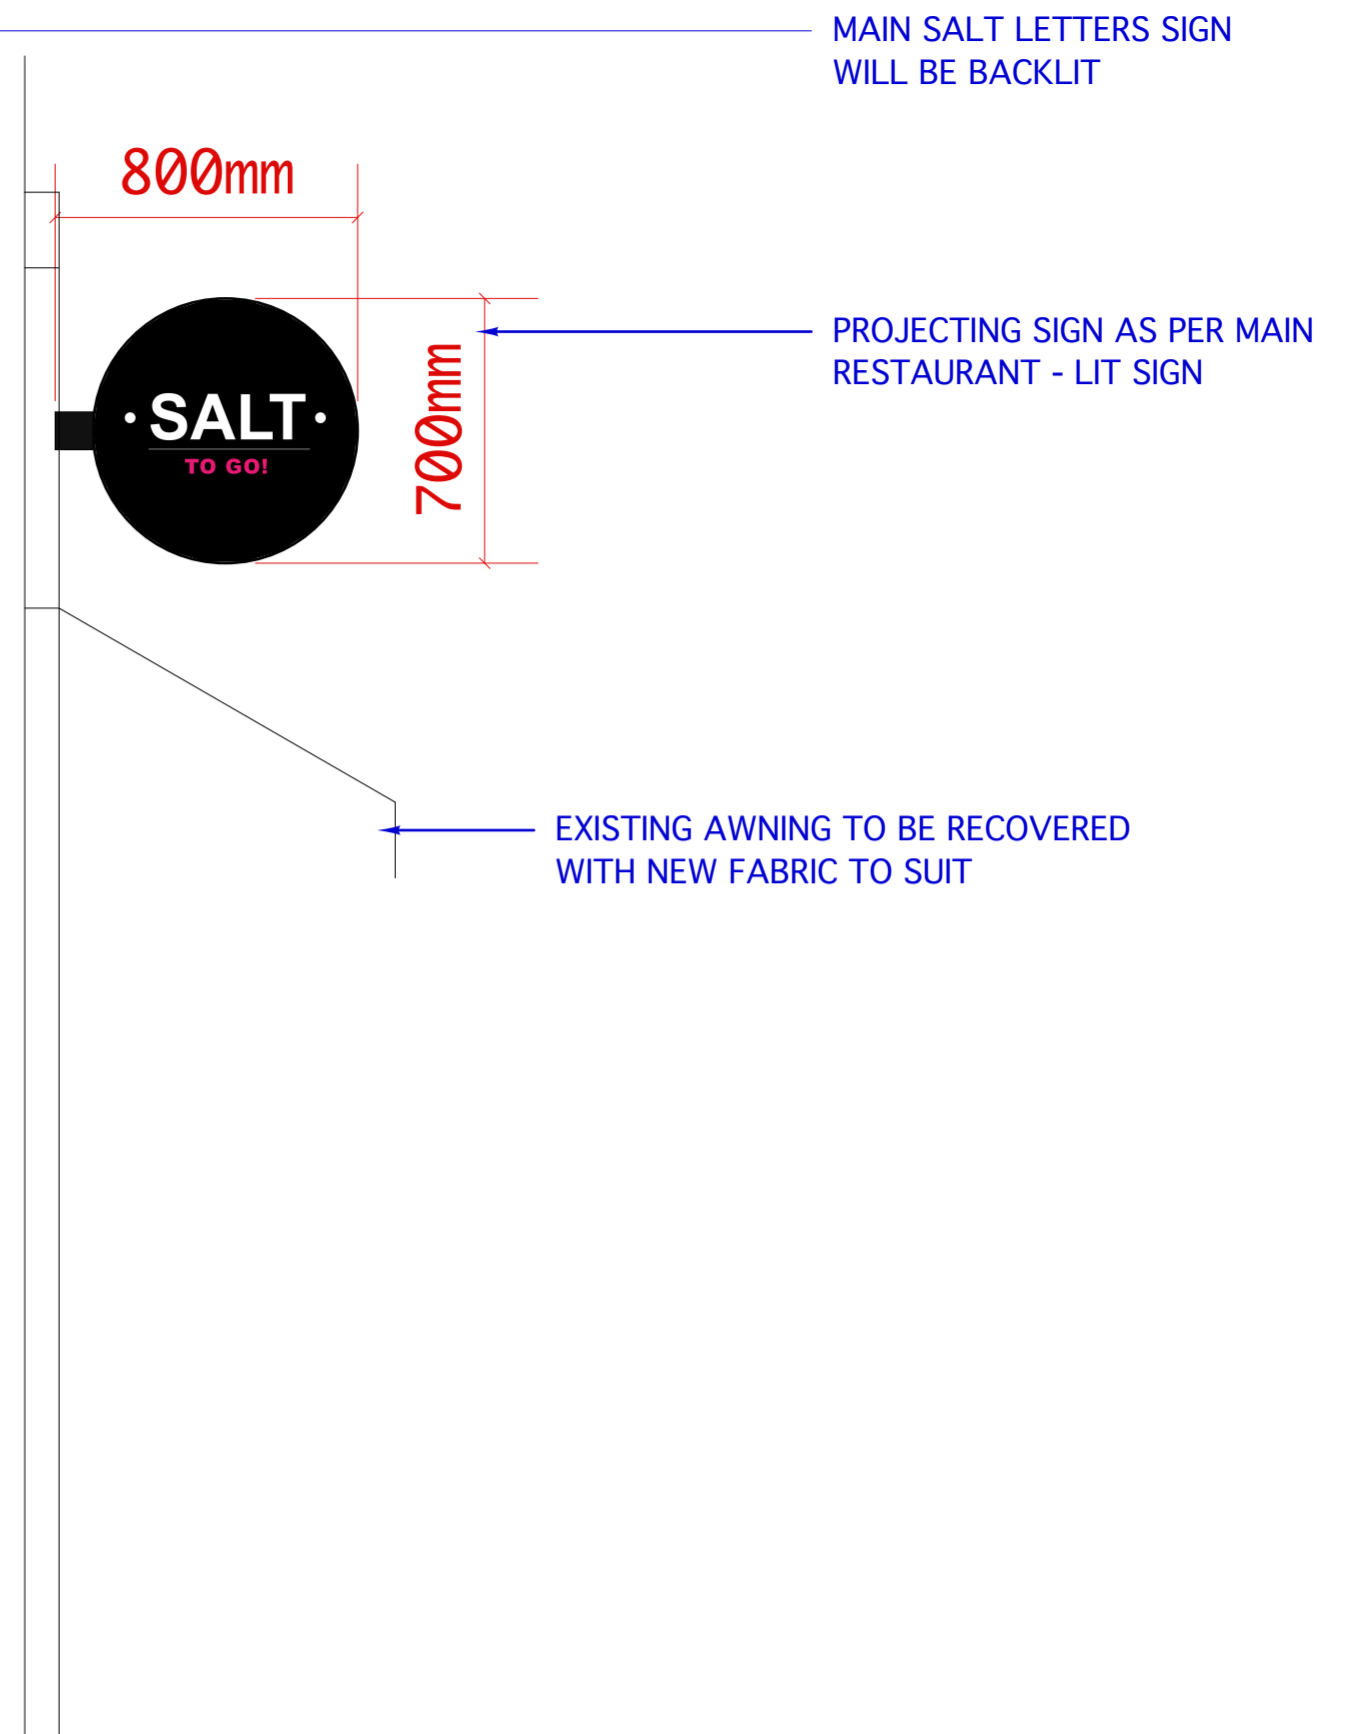 MAIN SALT LETTERS SIGN
WILL BE BACKLIT
800mm
PROJECTING SIGN AS PER MAIN
RESTAURANT - LIT SIGN
700mm
• SALT •
TO GO!
EXISTING AWNING TO BE RECOVERED
WITH NEW FABRIC TO SUIT